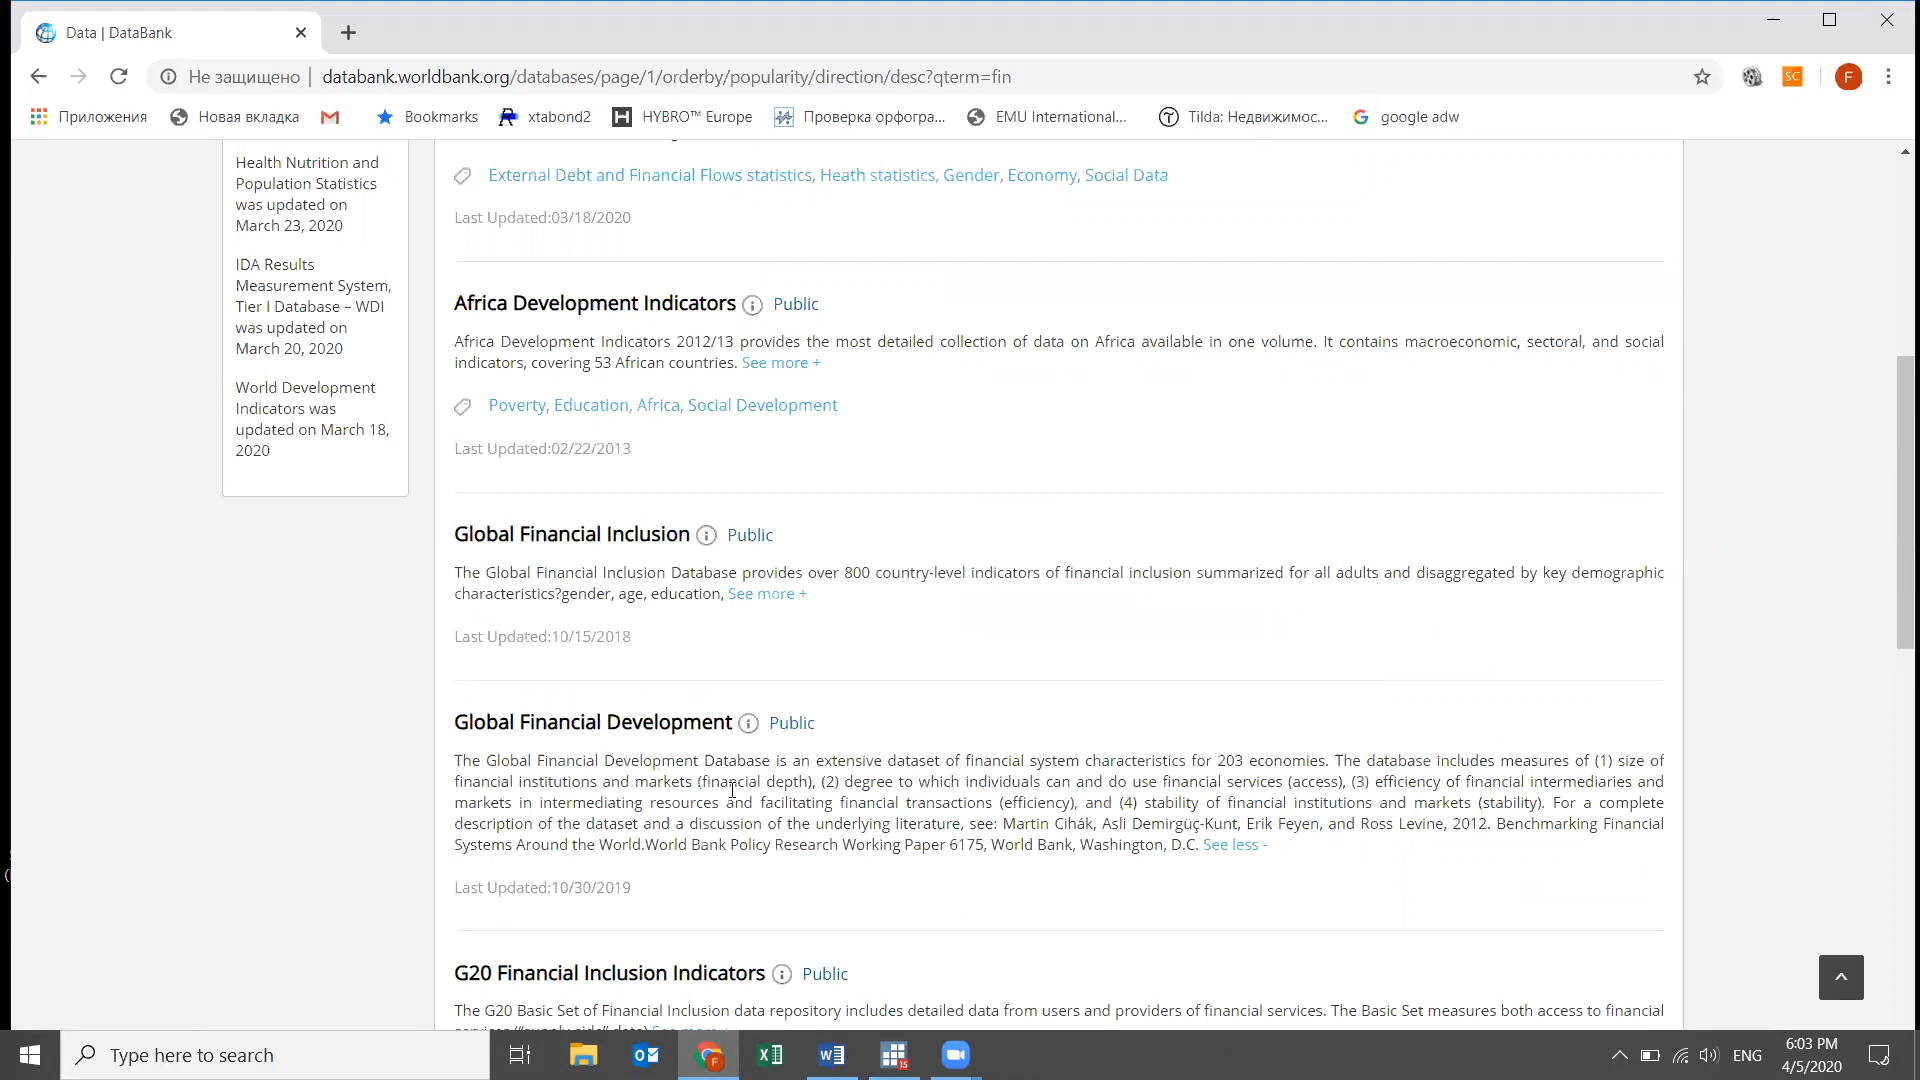 Data | DataBank
Не защищено | databank.worldbank.org/databases/page/1/orderby/popularity/direction/desc?qterm=fin
SC
F
Приложения Новая вкладка Bookmarks xtabond2 HYBRO™ Europe Проверка орфогра... EMU International... Tilda: Недвижимос... google adw
Health Nutrition and
Population Statistics
was updated on
March 23, 2020
IDA Results
Measurement System,
Tier I Database – WDI
was updated on
March 20, 2020
World Development
Indicators was
updated on March 18,
2020
External Debt and Financial Flows statistics, Heath statistics, Gender, Economy, Social Data
Last Updated:03/18/2020
Africa Development Indicators Public
Africa Development Indicators 2012/13 provides the most detailed collection of data on Africa available in one volume. It contains macroeconomic, sectoral, and social
indicators, covering 53 African countries. See more +
Poverty, Education, Africa, Social Development
Last Updated:02/22/2013
Global Financial Inclusion Public
The Global Financial Inclusion Database provides over 800 country-level indicators of financial inclusion summarized for all adults and disaggregated by key demographic
characteristics?gender, age, education, See more +
Last Updated:10/15/2018
Global Financial Development Public
The Global Financial Development Database is an extensive dataset of financial system characteristics for 203 economies. The database includes measures of (1) size of
financial institutions and markets (financial depth), (2) degree to which individuals can and do use financial services (access), (3) efficiency of financial intermediaries and
markets in intermediating resources and facilitating financial transactions (efficiency), and (4) stability of financial institutions and markets (stability). For a complete
description of the dataset and a discussion of the underlying literature, see: Martin Cihák, Asli Demirgüç-Kunt, Erik Feyen, and Ross Levine, 2012. Benchmarking Financial
Systems Around the World.World Bank Policy Research Working Paper 6175, World Bank, Washington, D.C. See less -
Last Updated:10/30/2019
G20 Financial Inclusion Indicators Public
The G20 Basic Set of Financial Inclusion data repository includes detailed data from users and providers of financial services. The Basic Set measures both access to financial
Type here to search
ENG
6:03 PM
4/5/2020